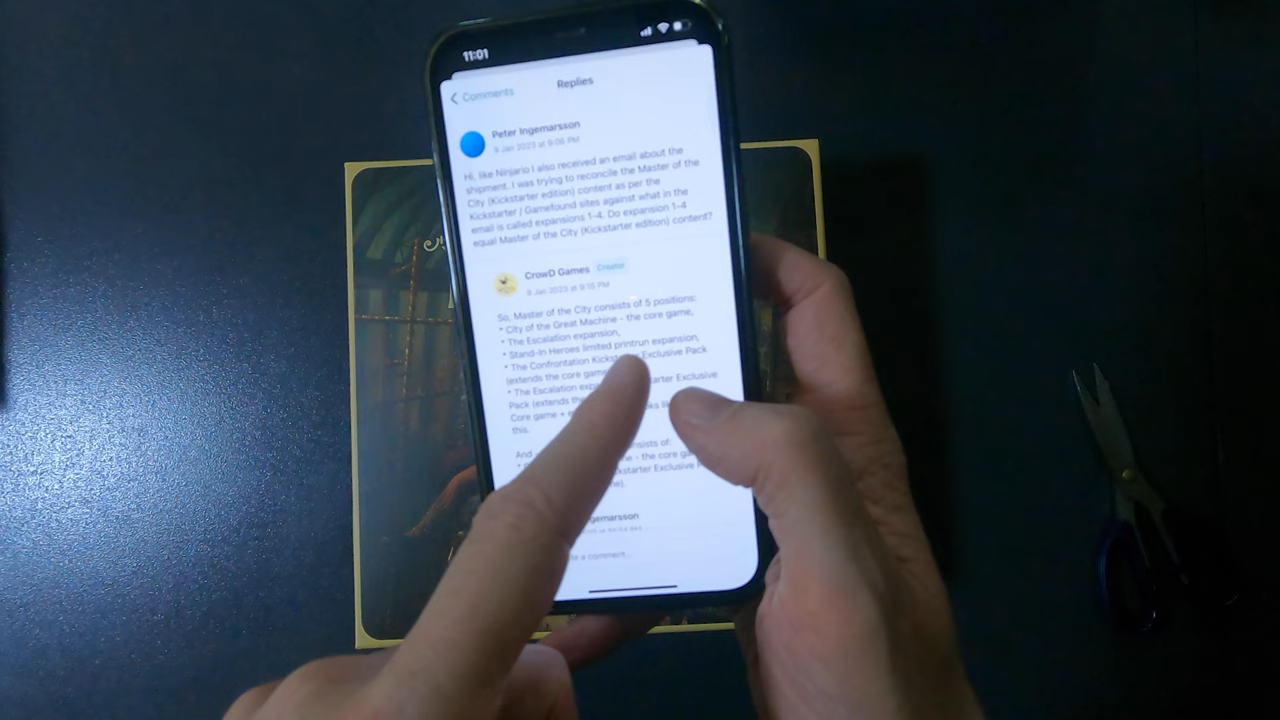 11:01
Comments
Replies
Peter Ingemarsson
9 Jan 2023 at 9:06 PM
Hi, like Ninjario I also received an email about the
shipment. I was trying to reconcile the Master of the
City (Kickstarter edition) content as per the
Kickstarter / Gamefound sites against what in the
email is called expansions 1-4. Do expansion 1-4
equal Master of the City (Kickstarter edition) content?
CrowD Games Creator
9 Jan 2023 at 9:15 PM
So, Master of the City consists of 5 positions:
* City of the Great Machine - the core game,
* The Escalation expansion,
* Stand-In Heroes limited printrun expansion,
* The Confrontation Exclusive Pack
(extends the core
* The Escalation Exclusive
Pack (extends
Core game +
this.
And of:
- the core
Exclusive
a comment...